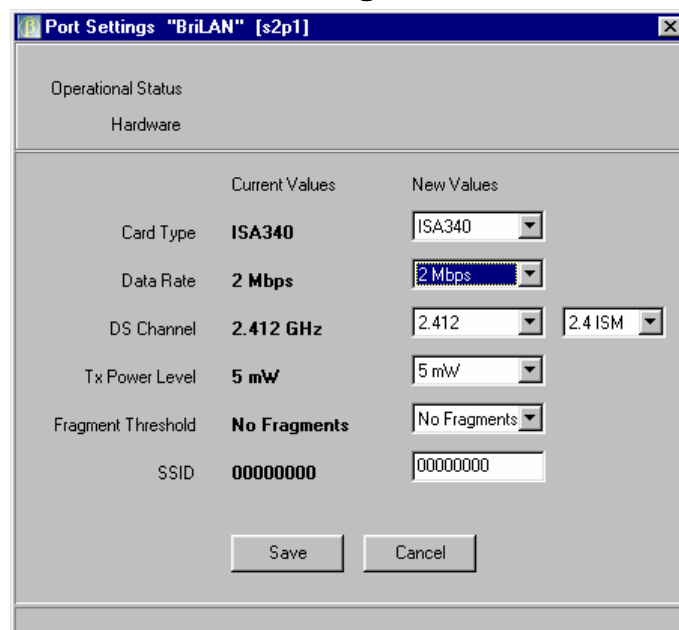 Port Settings "BriLAN" [s2p1]
Operational Status
Hardware
Current Values New Values
Card Type ISA340 ISA340
Data Rate 2 Mbps 2 Mbps
DS Channel 2.412 GHz 2.412 2.4 ISM
Tx Power Level 5 mW 5 mW
Fragment Threshold No Fragments No Fragments
SSID 00000000 00000000
Save Cancel